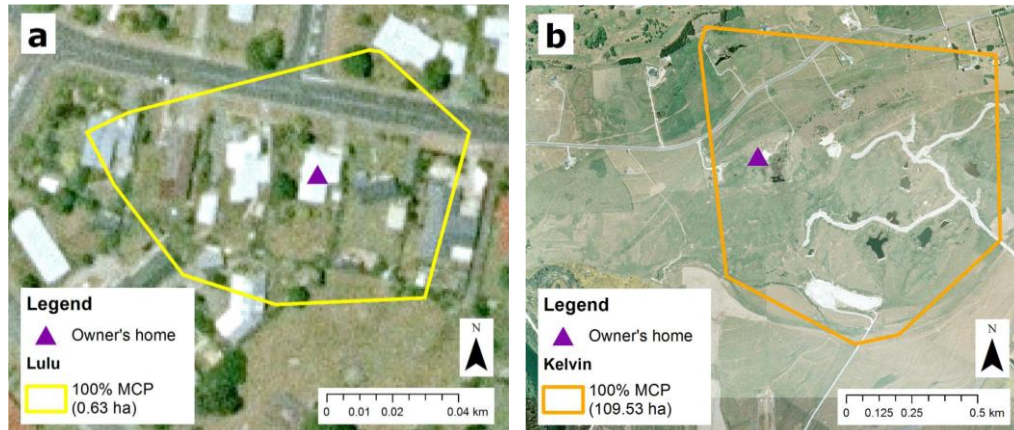 a
Legend
Owner's home
Lulu
100% MCP
(0.63 ha)
N
0 0.01 0.02 0.04 km
b
Legend
Owner's home
Kelvin
100% MCP
(109.53 ha)
N
0 0.125 0.25 0.5 km